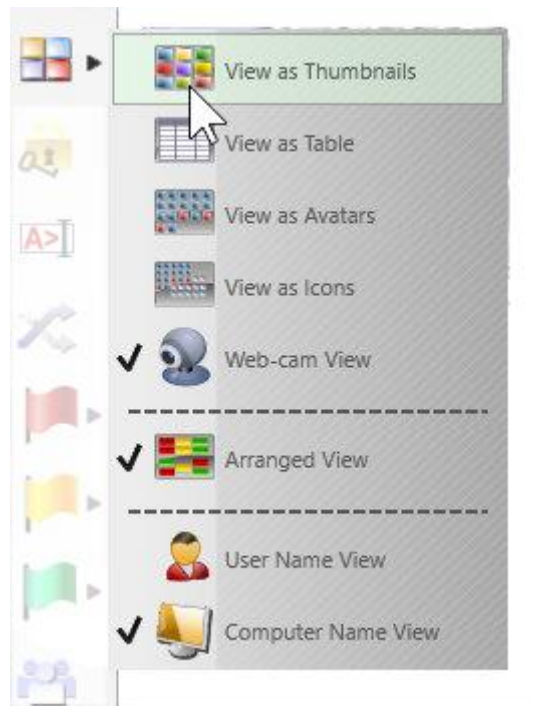 View as Thumbnails
View as Table
View as Avatars
A>
View as Icons
Web-cam View
Arranged View
User Name View
Computer Name View